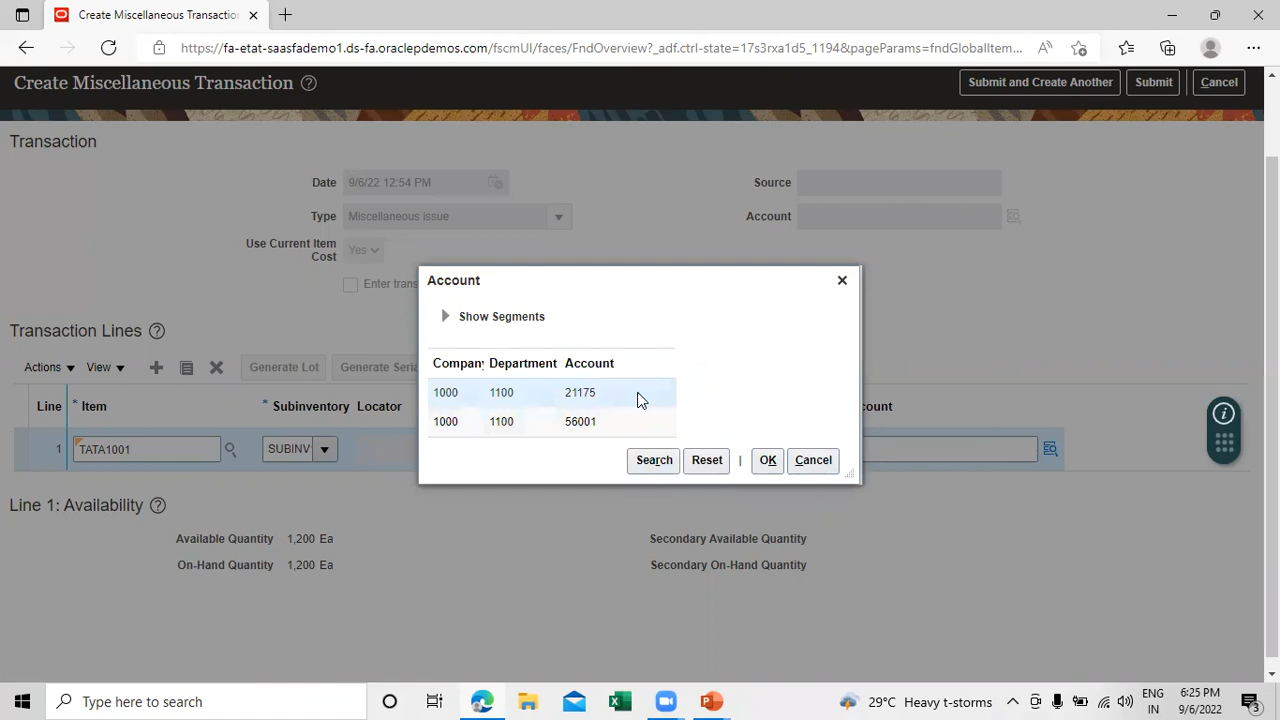 Create Miscellaneous Transaction
https://fa-etat-saasfademo1.ds-fa.oraclepdemos.com/fscmUI/faces/FndOverview?_adf.ctrl-state=17s3rxa1d5_1194&pageParams=fndGlobalItem...
Create Miscellaneous Transaction
Submit and Create Another
Submit
Cancel
Transaction
Date 9/6/22 12:54 PM
Source
Type Miscellaneous issue
Account
Use Current Item Cost Yes
Enter trans
Account
Show Segments
Company Department Account
1000 1100 21175
1000 1100 56001
Search Reset | OK Cancel
Transaction Lines
Actions View Generate Lot Generate Seria
Line * Item * Subinventory Locator count
1 TATA1001 SUBINV
Line 1: Availability
Available Quantity 1,200 Ea
Secondary Available Quantity
On-Hand Quantity 1,200 Ea
Secondary On-Hand Quantity
Type here to search
29°C Heavy t-storms
ENG
IN
6:25 PM
9/6/2022
3